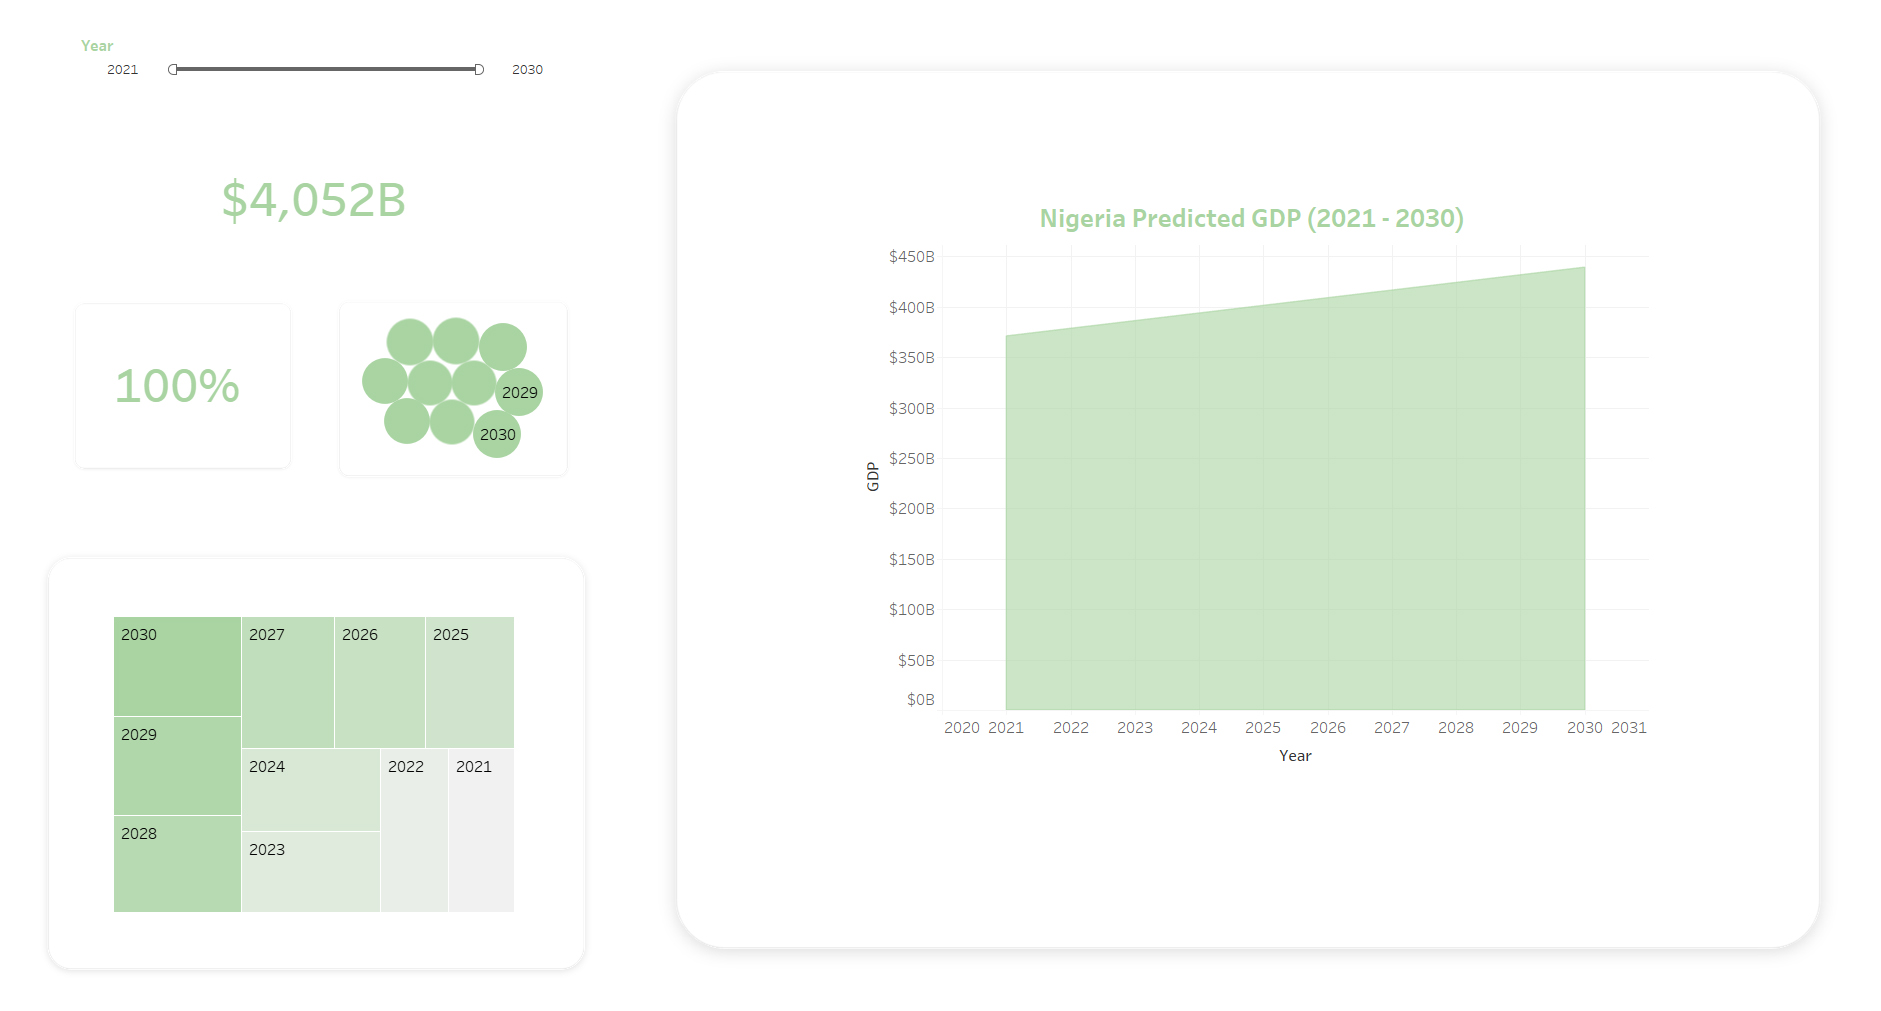 Year
2021 2030
$4,052B
100%
2029
2030
2030 2027 2026 2025
2029
2024 2022 2021
2028
2023
Nigeria Predicted GDP (2021 - 2030)
$450B
$400B
$350B
$300B
$250B
$200B
$150B
$100B
$50B
$0B
GDP
2020 2021 2022 2023 2024 2025 2026 2027 2028 2029 2030 2031
Year